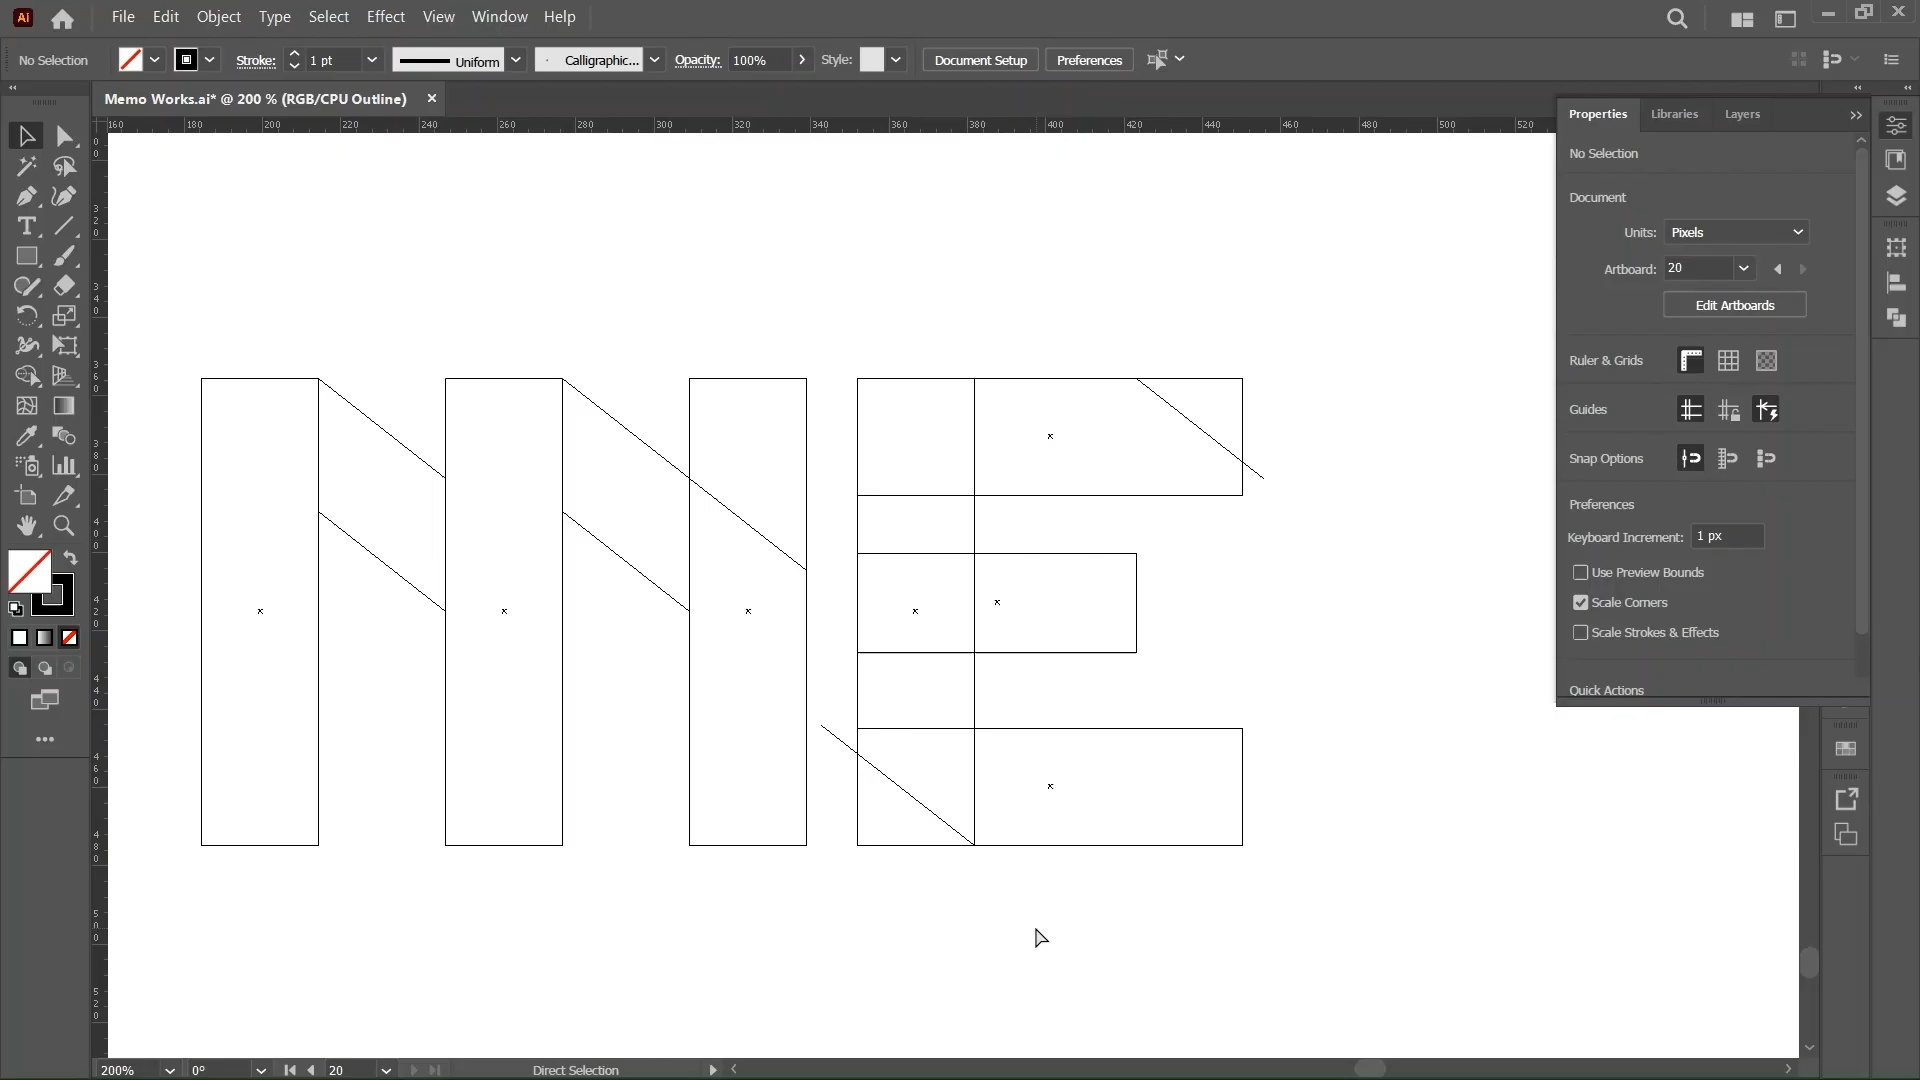 Ai File Edit Object Type Select Effect View Window Help
No Selection Stroke: 1 pt Uniform Calligraphic... Opacity: 100% Style: Document Setup Preferences
Memo Works.ai* @ 200 % (RGB/CPU Outline) ×
160 180 200 220 240 260 280 300 320 340 360 380 400 420 440 460 480 500 520
Properties Libraries Layers
No Selection
Document
Units: Pixels
Artboard: 20
Edit Artboards
Ruler & Grids
Guides
Snap Options
Preferences
Keyboard Increment: 1 px
Use Preview Bounds
Scale Corners
Scale Strokes & Effects
Quick Actions
200% 0° 20 Direct Selection